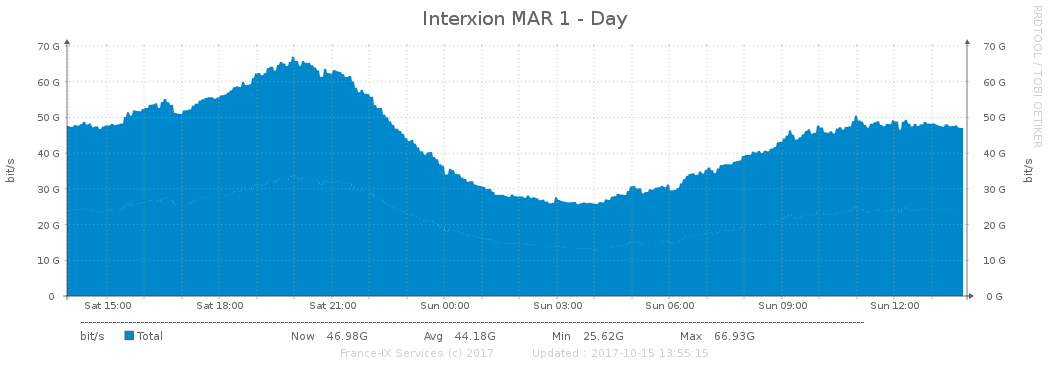 Interxion MAR 1 - Day
RRDTOOL / TOBI OETIKER
70 G 70 G
60 G 60 G
50 G 50 G
40 G 40 G
30 G 30 G
20 G 20 G
10 G 10 G
0 0 G
bit/s bit/s
Sat 15:00 Sat 18:00 Sat 21:00 Sun 00:00 Sun 03:00 Sun 06:00 Sun 09:00 Sun 12:00
bit/s Total Now 46.98G Avg 44.18G Min 25.62G Max 66.93G
France-IX Services (c) 2017 Updated : 2017-10-15 13:55:15